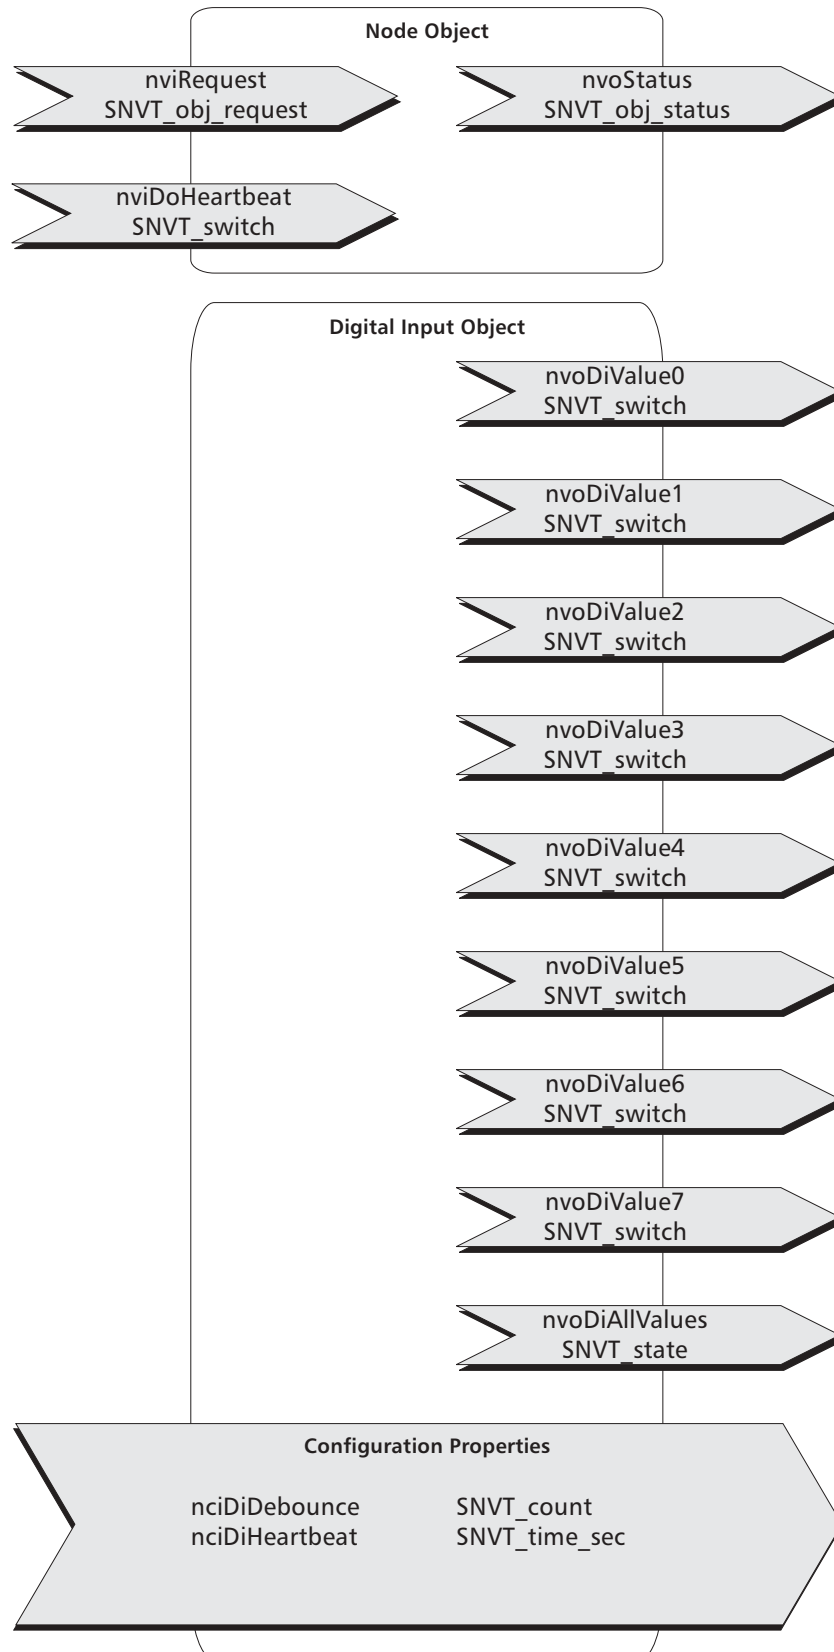 Node Object
nviRequest
SNVT_obj_request
nvoStatus
SNVT_obj_status
nviDoHeartbeat
SNVT_switch
Digital Input Object
nvoDiValue0
SNVT_switch
nvoDiValue1
SNVT_switch
nvoDiValue2
SNVT_switch
nvoDiValue3
SNVT_switch
nvoDiValue4
SNVT_switch
nvoDiValue5
SNVT_switch
nvoDiValue6
SNVT_switch
nvoDiValue7
SNVT_switch
nvoDiAllValues
SNVT_state
Configuration Properties
nciDiDebounce SNVT_count
nciDiHeartbeat SNVT_time_sec